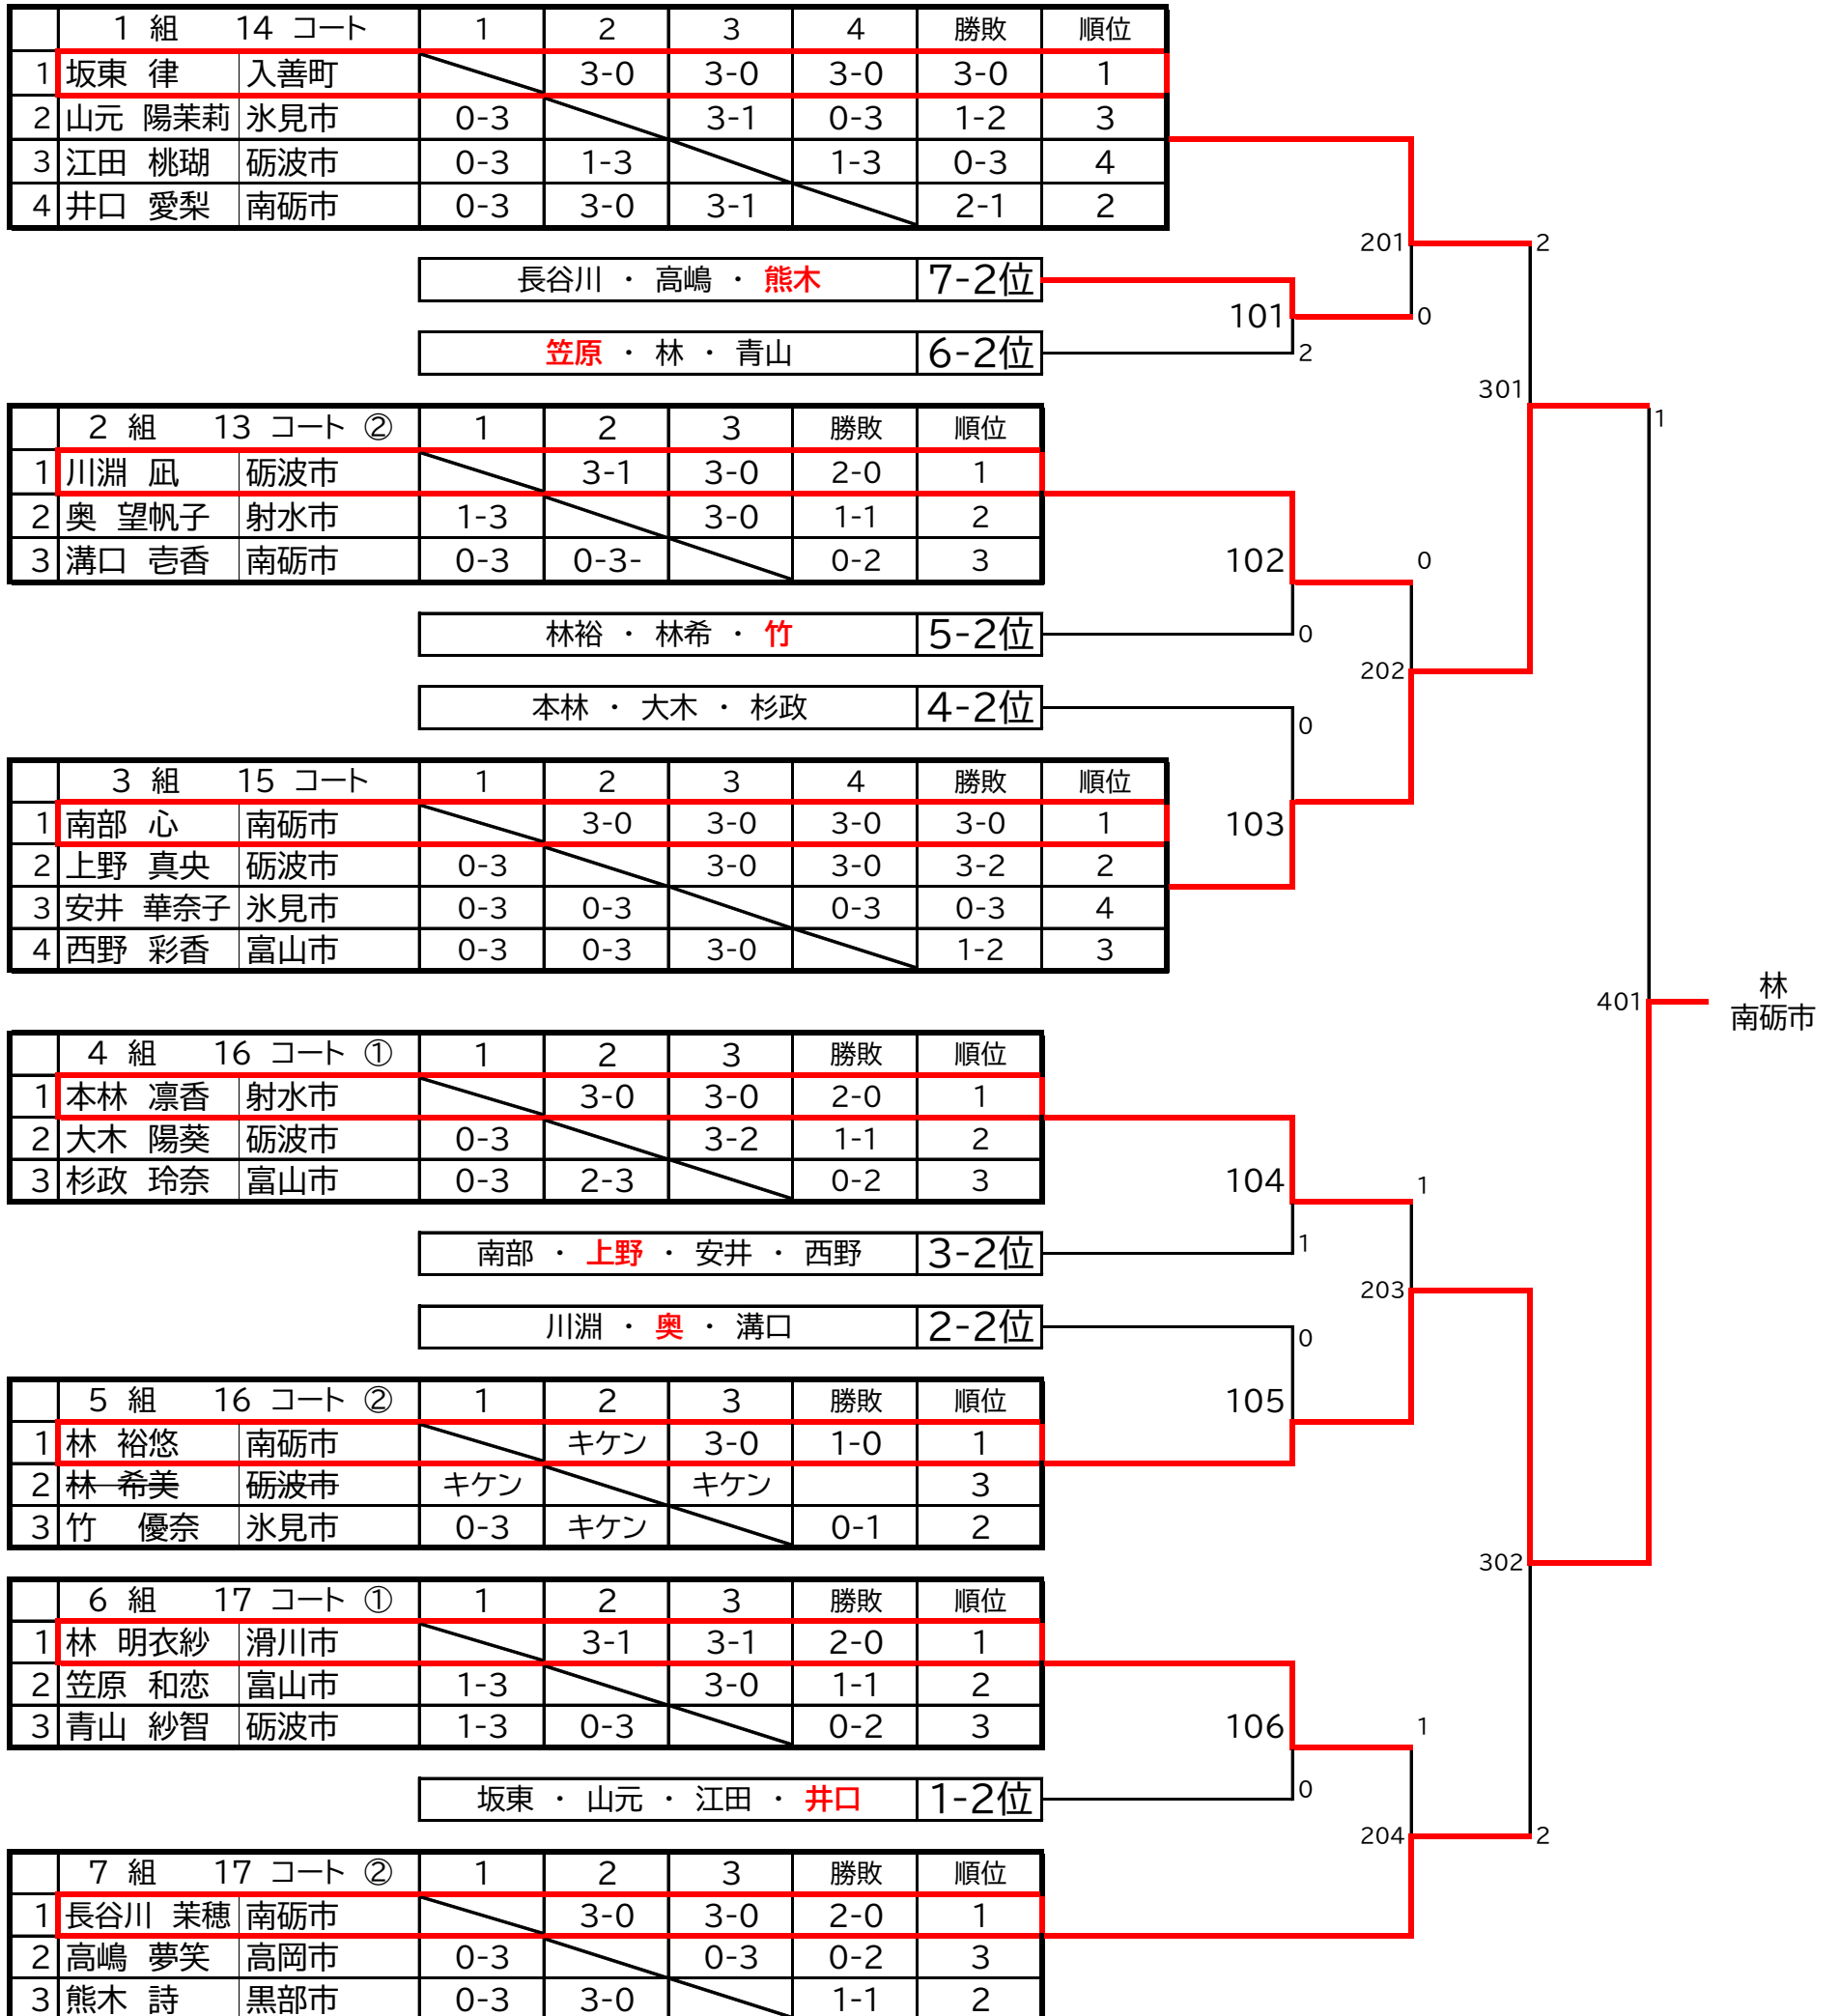 1 組 14 コート 1 2 3 4 勝敗 順位
1 坂東 律 入善町 3-0 3-0 3-0 3-0 1
2 山元 陽茉莉 氷見市 0-3 3-1 0-3 1-2 3
3 江田 桃瑚 砺波市 0-3 1-3 1-3 0-3 4
4 井口 愛梨 南砺市 0-3 3-0 3-1 2-1 2
201 2
長谷川 ・ 高嶋 ・ 熊木 7-2位
101 0
笠原 ・ 林 ・ 青山 6-2位 2
301 1
2 組 13 コート ② 1 2 3 勝敗 順位
1 川淵 凪 砺波市 3-1 3-0 2-0 1
2 奥 望帆子 射水市 1-3 3-0 1-1 2
3 溝口 壱香 南砺市 0-3 0-3- 0-2 3
102 0
林裕 ・ 林希 ・ 竹 5-2位 0
202
本林 ・ 大木 ・ 杉政 4-2位 0
3 組 15 コート 1 2 3 4 勝敗 順位
1 南部 心 南砺市 3-0 3-0 3-0 3-0 1
103
2 上野 真央 砺波市 0-3 3-0 3-0 3-2 2
3 安井 華奈子 氷見市 0-3 0-3 0-3 0-3 4
4 西野 彩香 富山市 0-3 0-3 3-0 1-2 3
401 林
南砺市
4 組 16 コート ① 1 2 3 勝敗 順位
1 本林 凛香 射水市 3-0 3-0 2-0 1
2 大木 陽葵 砺波市 0-3 3-2 1-1 2
3 杉政 玲奈 富山市 0-3 2-3 0-2 3
104 1
南部 ・ 上野 ・ 安井 ・ 西野 3-2位 1
203
川淵 ・ 奥 ・ 溝口 2-2位 0
5 組 16 コート ② 1 2 3 勝敗 順位
105
1 林 裕悠 南砺市 キケン 3-0 1-0 1
2 林 希美 砺波市 キケン キケン 3
3 竹 優奈 氷見市 0-3 キケン 0-1 2
302
6 組 17 コート ① 1 2 3 勝敗 順位
1 林 明衣紗 滑川市 3-1 3-1 2-0 1
2 笠原 和恋 富山市 1-3 3-0 1-1 2
3 青山 紗智 砺波市 1-3 0-3 0-2 3
106 1
坂東 ・ 山元 ・ 江田 ・ 井口 1-2位 0
204 2
7 組 17 コート ② 1 2 3 勝敗 順位
1 長谷川 茉穂 南砺市 3-0 3-0 2-0 1
2 高嶋 夢笑 高岡市 0-3 0-3 0-2 3
3 熊木 詩 黒部市 0-3 3-0 1-1 2